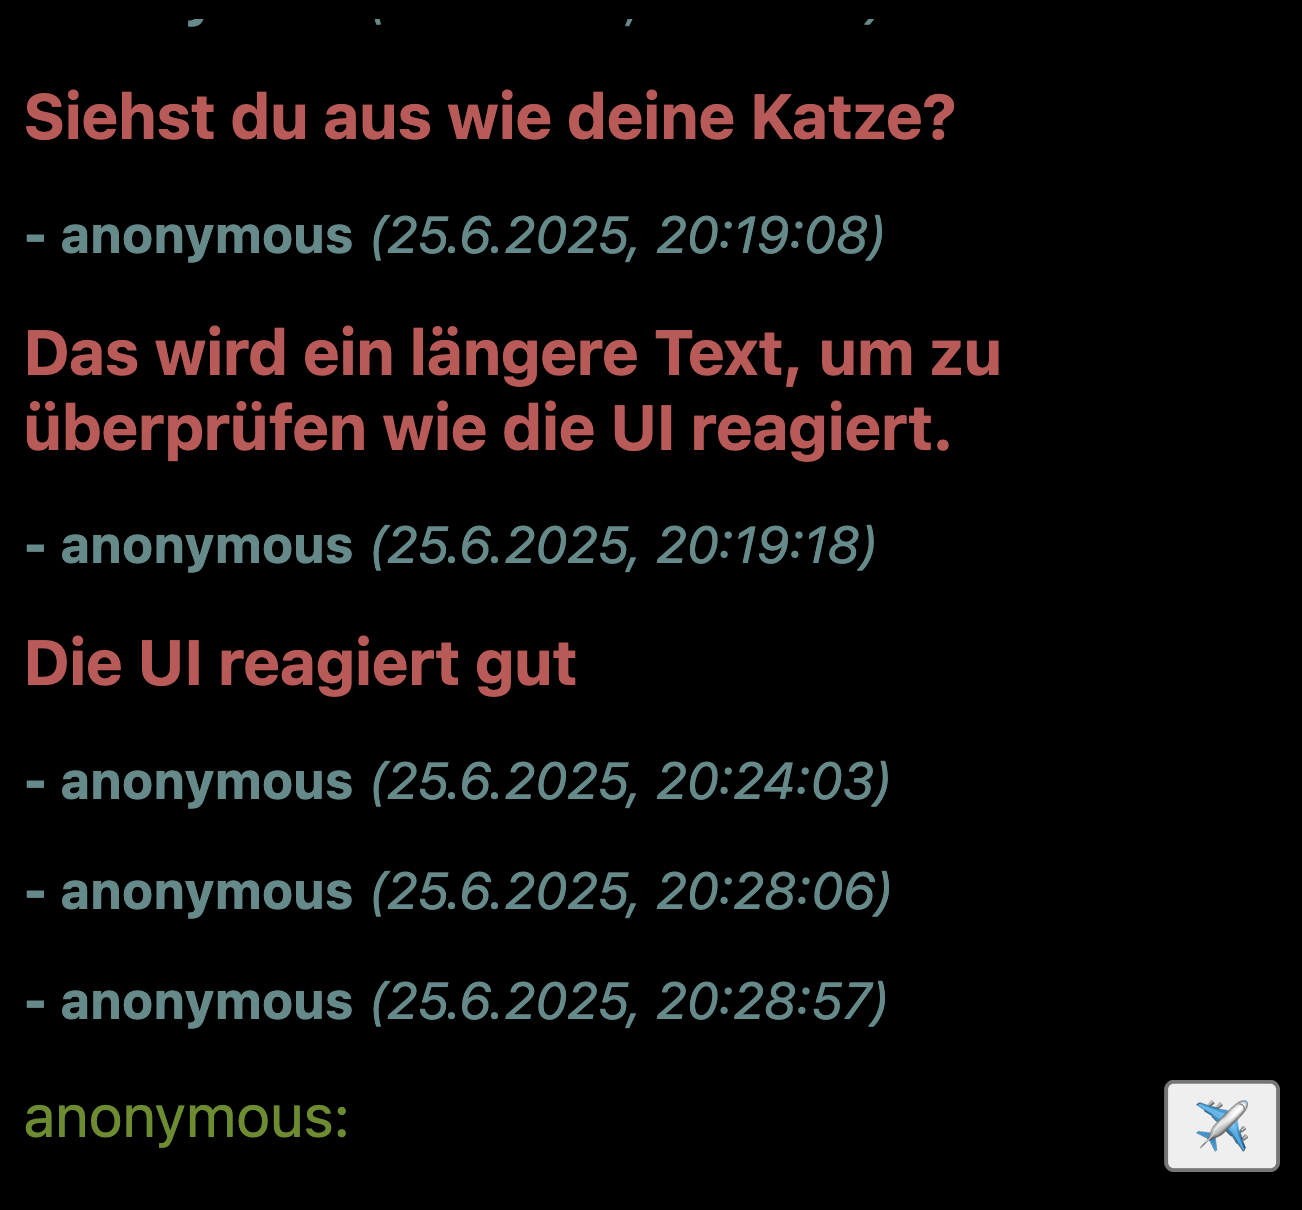 Siehst du aus wie deine Katze?
- anonymous (25.6.2025, 20:19:08)
Das wird ein längere Text, um zu
überprüfen wie die UI reagiert.
- anonymous (25.6.2025, 20:19:18)
Die UI reagiert gut
- anonymous (25.6.2025, 20:24:03)
- anonymous (25.6.2025, 20:28:06)
- anonymous (25.6.2025, 20:28:57)
anonymous: